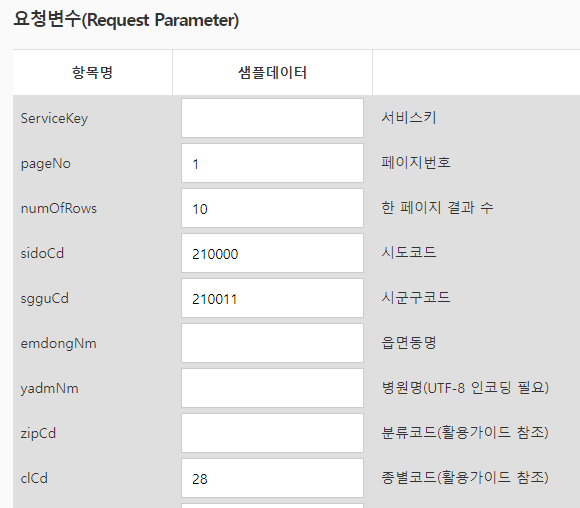 요청변수(Request Parameter)
항목명 샘플데이터
ServiceKey 서비스키
pageNo 1 페이지번호
numOfRows 10 한 페이지 결과 수
sidoCd 210000 시도코드
sgguCd 210011 시군구코드
emdongNm 읍면동명
yadmNm 병원명(UTF-8 인코딩 필요)
zipCd 분류코드(활용가이드 참조)
clCd 28 종별코드(활용가이드 참조)